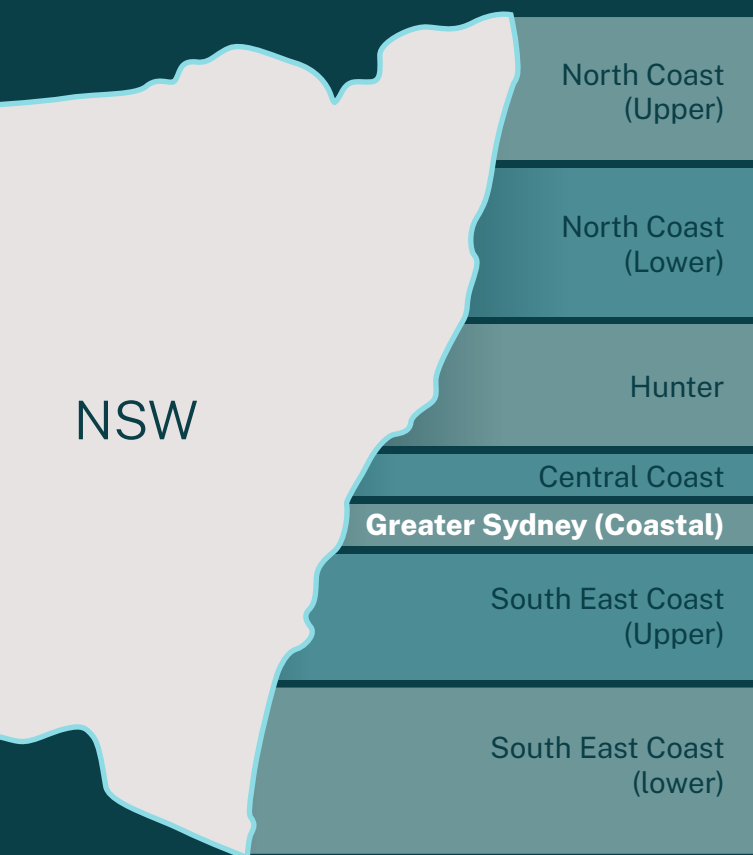 North Coast
(Upper)
North Coast
(Lower)
Hunter
NSW
Central Coast
Greater Sydney (Coastal)
South East Coast
(Upper)
South East Coast
(lower)